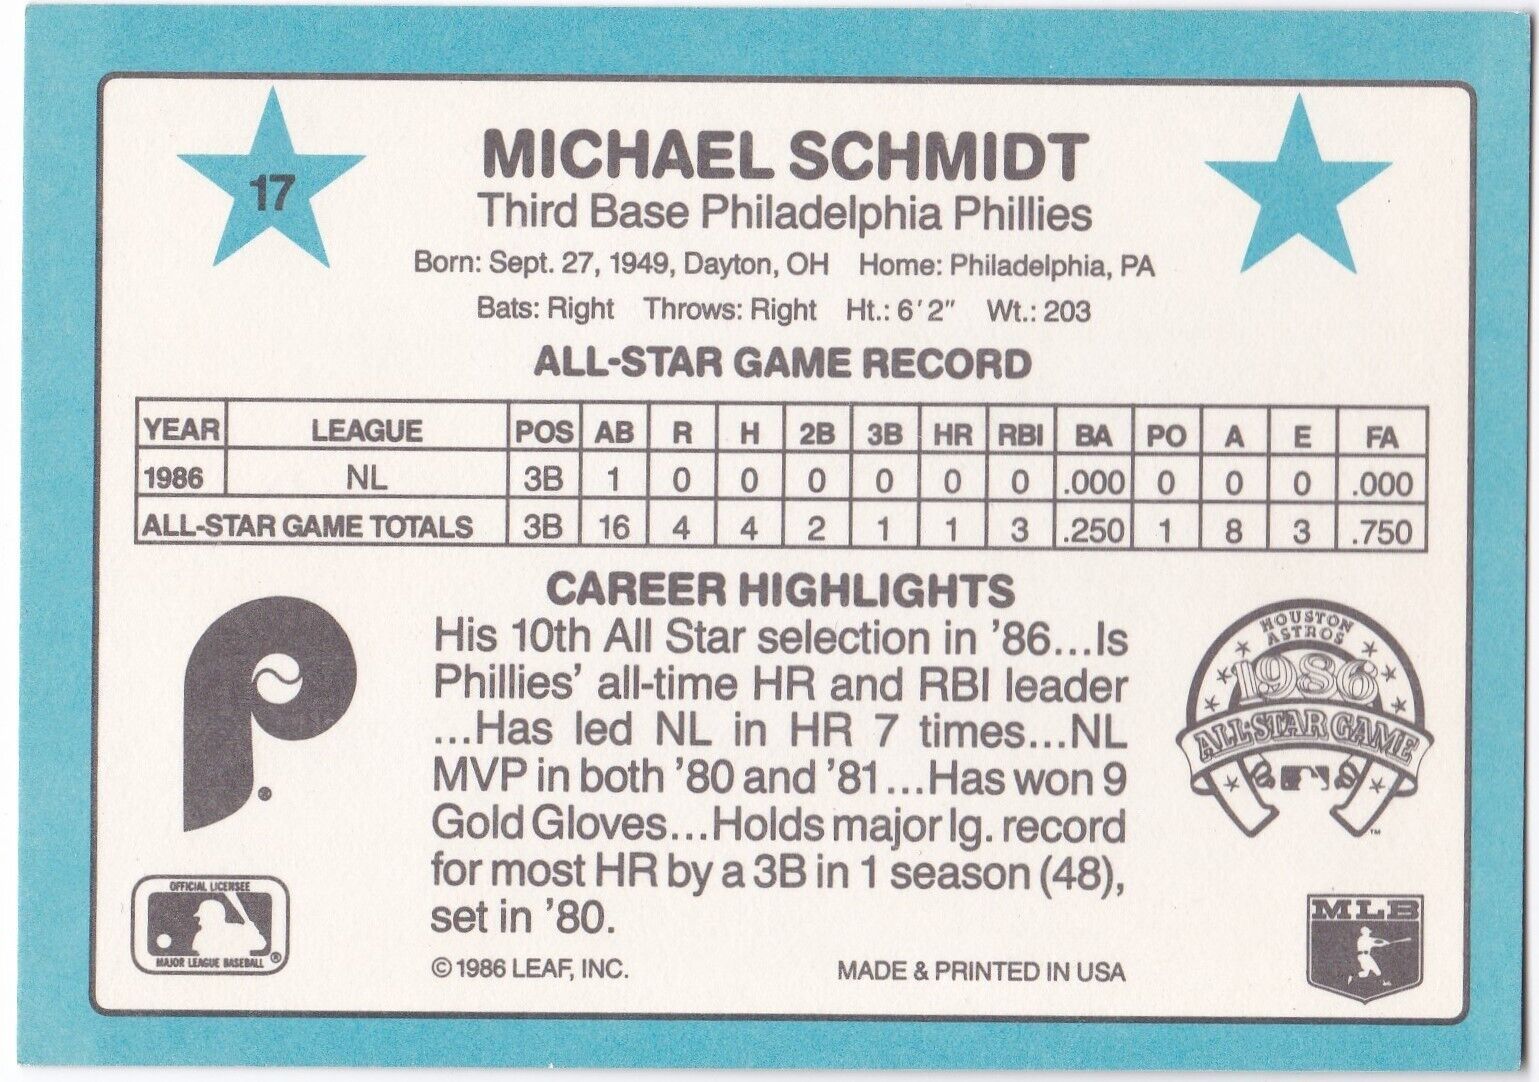 17
MICHAEL SCHMIDT
Third Base Philadelphia Phillies
Born: Sept. 27, 1949, Dayton, OH Home: Philadelphia, PA
Bats: Right Throws: Right Ht.: 6'2" Wt.: 203
ALL-STAR GAME RECORD
YEAR LEAGUE POS AB R H 2B 3B HR RBI BA PO A E FA
1986 NL 3B 1 0 0 0 0 0 0 .000 0 0 0 .000
ALL-STAR GAME TOTALS 3B 16 4 4 2 1 1 3 .250 1 8 3 .750
CAREER HIGHLIGHTS
His 10th All Star selection in '86...Is
Phillies' all-time HR and RBI leader
...Has led NL in HR 7 times...NL
MVP in both '80 and '81...Has won 9
Gold Gloves...Holds major lg. record
for most HR by a 3B in 1 season (48),
set in '80.
© 1986 LEAF, INC. MADE & PRINTED IN USA
P
®
OFFICIAL LICENSEE
MAJOR LEAGUE BASEBALL ®
HOUSTON
ASTROS
1986
ALL-STAR GAME
™
MLB